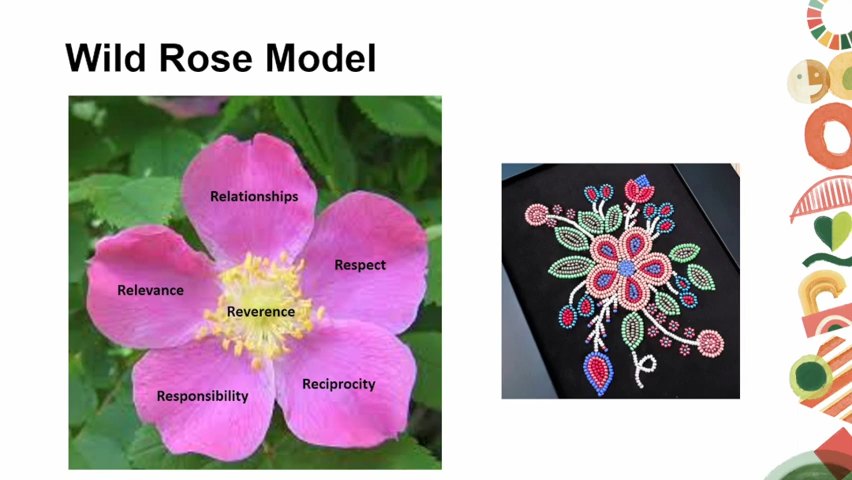 Wild Rose Model
Relationships
Respect
Relevance
Reverence
Reciprocity
Responsibility